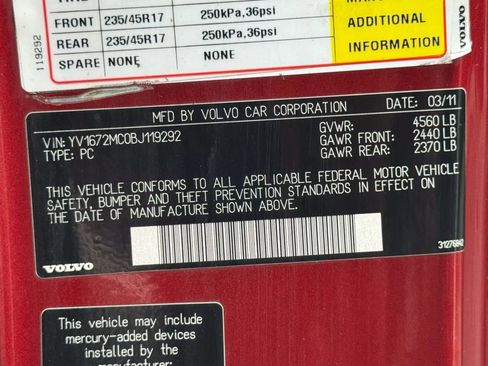 FRONT 235/45R17 250kPa,36psi
REAR 235/45R17 250kPa,36psi
SPARE NONE NONE
ADDITIONAL
INFORMATION
119292
VOLVO
MFD BY VOLVO CAR CORPORATION DATE: 03/11
VIN: YV1672MC0BJ119292 GVWR: 4560 LB
TYPE: PC GAWR FRONT: 2440 LB
GAWR REAR: 2370 LB
THIS VEHICLE CONFORMS TO ALL APPLICABLE FEDERAL MOTOR VEHICLE
SAFETY, BUMPER AND THEFT PREVENTION STANDARDS IN EFFECT ON
THE DATE OF MANUFACTURE SHOWN ABOVE.
VOLVO
This vehicle may include
mercury-added devices
installed by the
manufacturer: